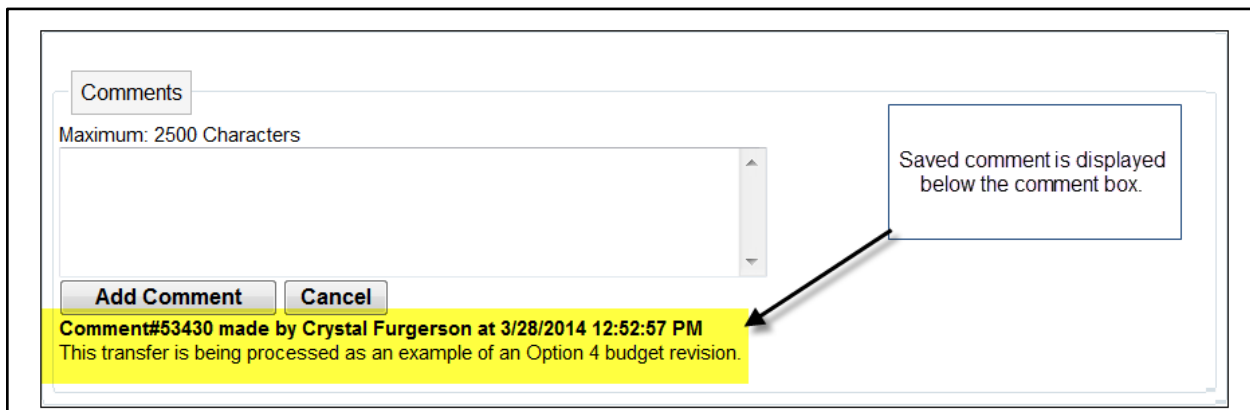 Comments
Maximum: 2500 Characters
Saved comment is displayed
below the comment box.
Add Comment Cancel
Comment#53430 made by Crystal Furgerson at 3/28/2014 12:52:57 PM
This transfer is being processed as an example of an Option 4 budget revision.